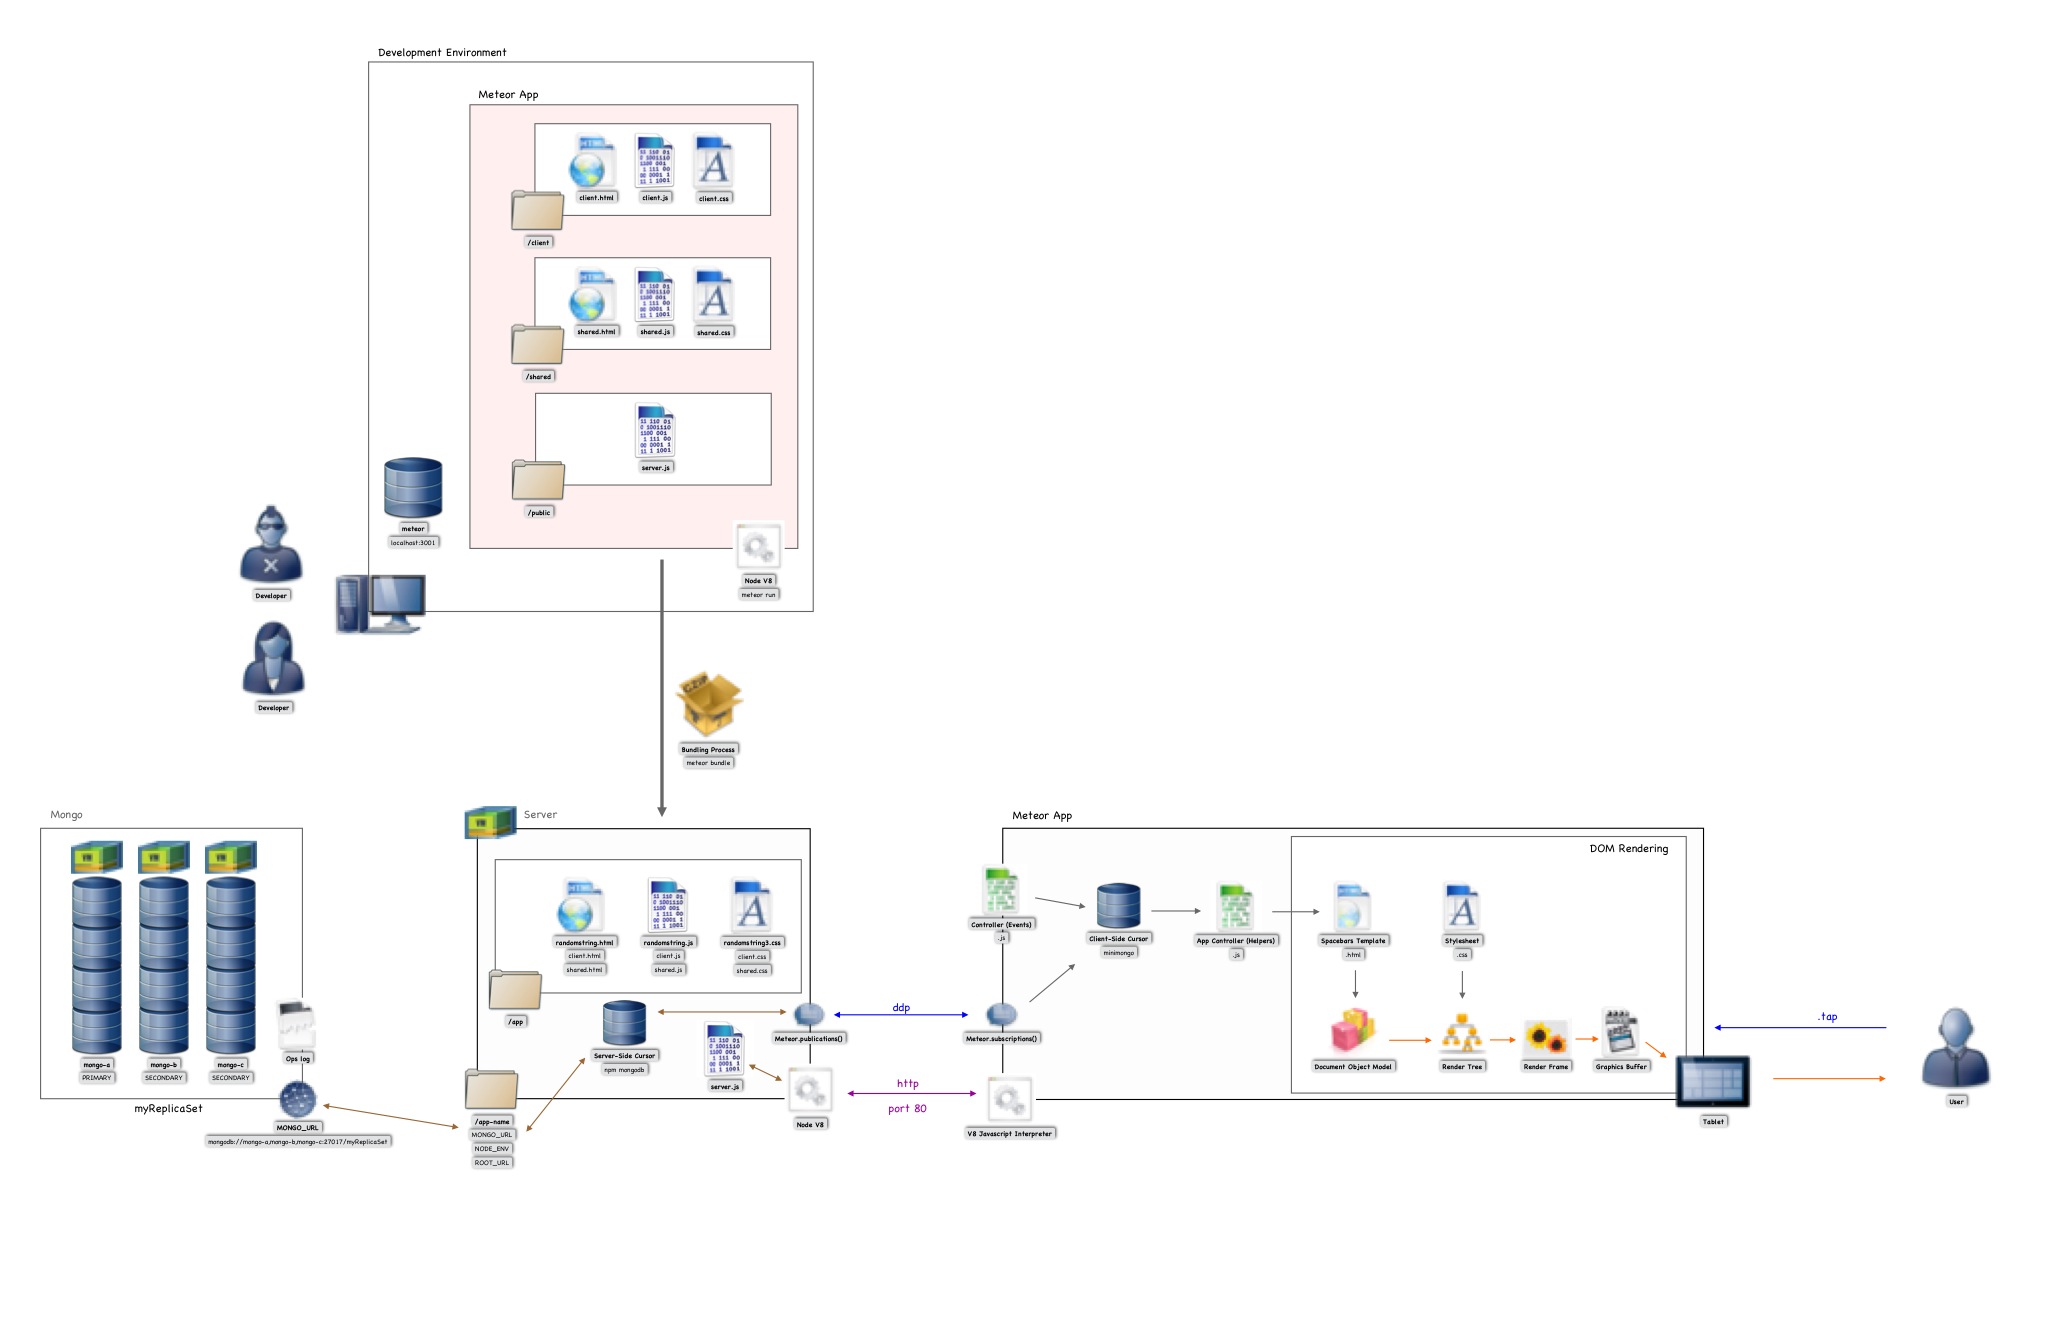 Development Environment
Meteor App
client.html
client.js
client.css
/client
shared.html
shared.js
shared.css
/shared
server.js
/public
meteor
localhost:3001
Node V8
meteor run
Developer
Developer
GZIP
Bundling Process
meteor bundle
Mongo
VM
VM
VM
mongo-a
PRIMARY
mongo-b
SECONDARY
mongo-c
SECONDARY
Ops log
myReplicaSet
MONGO_URL
mongodb://mongo-a,mongo-b,mongo-c:27017/myReplicaSet
VM
Server
randomstring.html
client.html
shared.html
randomstring.js
client.js
shared.js
randomstring3.css
client.css
shared.css
/app
Server-Side Cursor
npm mongodb
server.js
Meteor.publications()
Node V8
/app-name
MONGO_URL
NODE_ENV
ROOT_URL
ddp
http
port 80
Meteor App
Controller (Events)
.js
Client-Side Cursor
minimongo
App Controller (Helpers)
.js
Meteor.subscriptions()
V8 Javascript Interpreter
DOM Rendering
Spacebars Template
.html
Stylesheet
.css
Document Object Model
Render Tree
Render Frame
Graphics Buffer
Tablet
.tap
User